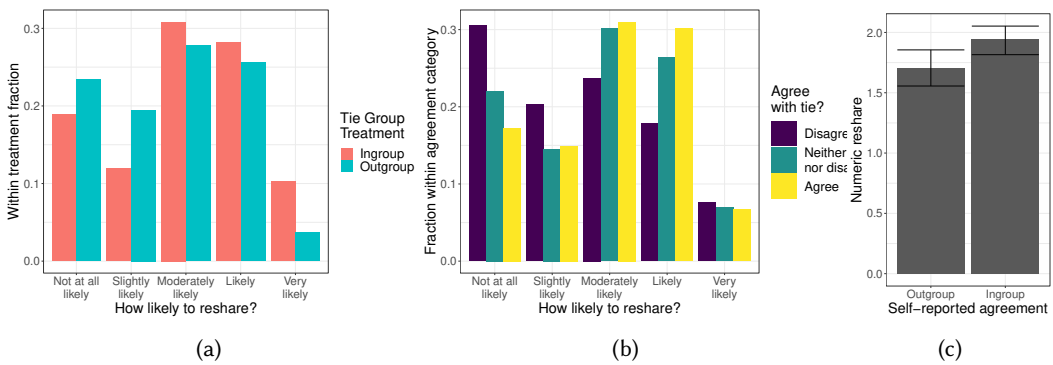 Within treatment fraction
0.3
0.2
0.1
0.0
Not at all
likely
Slightly
likely
Moderately
likely
Likely
Very
likely
How likely to reshare?
Tie Group
Treatment
Ingroup
Outgroup
(a)
Fraction within agreement category
0.3
0.2
0.1
0.0
Not at all
likely
Slightly
likely
Moderately
likely
Likely
Very
likely
How likely to reshare?
Agree
with tie?
Disagre
Neither
nor disa
Agree
(b)
Numeric reshare
2.0
1.5
1.0
0.5
0.0
Outgroup
Ingroup
Self−reported agreement
(c)